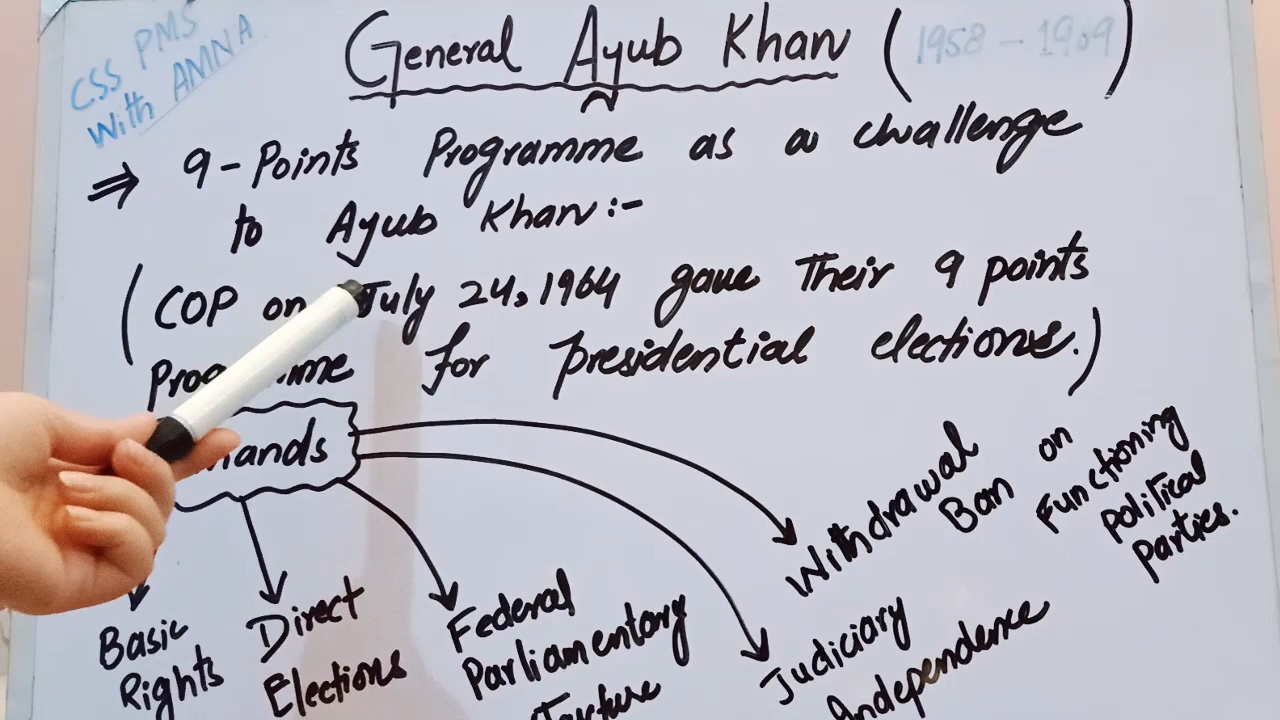 CSS PMS
With AMNA
General Ayub Khan (1958 - 1969)
⇒ 9-Points Programme as a challenge
to Ayub Khan:-
(COP on July 24, 1964 gave Their 9 points
for presidential elections.)
Basic
Rights
Direct
Elections
Federal
Parliamentary
Judiciary
Independence
Withdrawal
Ban on
Functioning
Political
Parties.